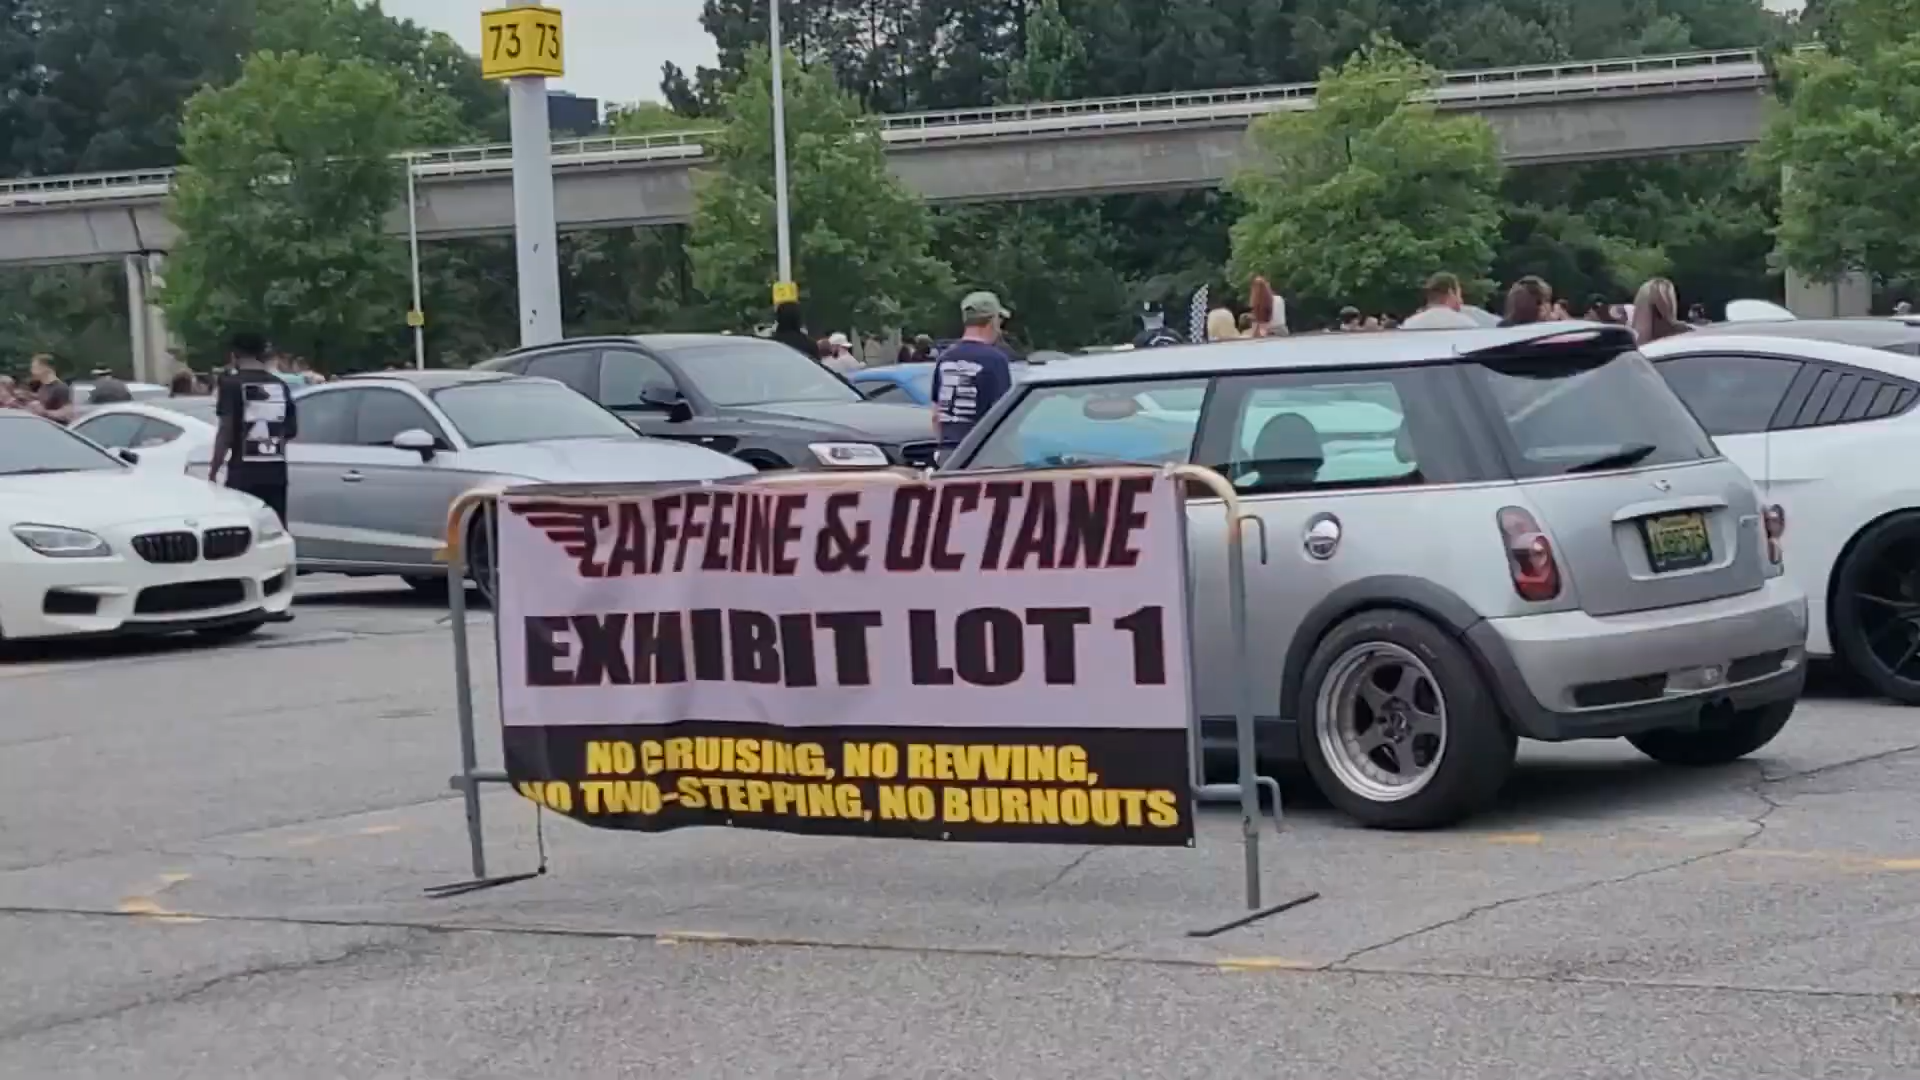 73 73
CAFFEINE & OCTANE
EXHIBIT LOT 1
NO CRUISING, NO REVVING,
NO TWO-STEPPING, NO BURNOUTS